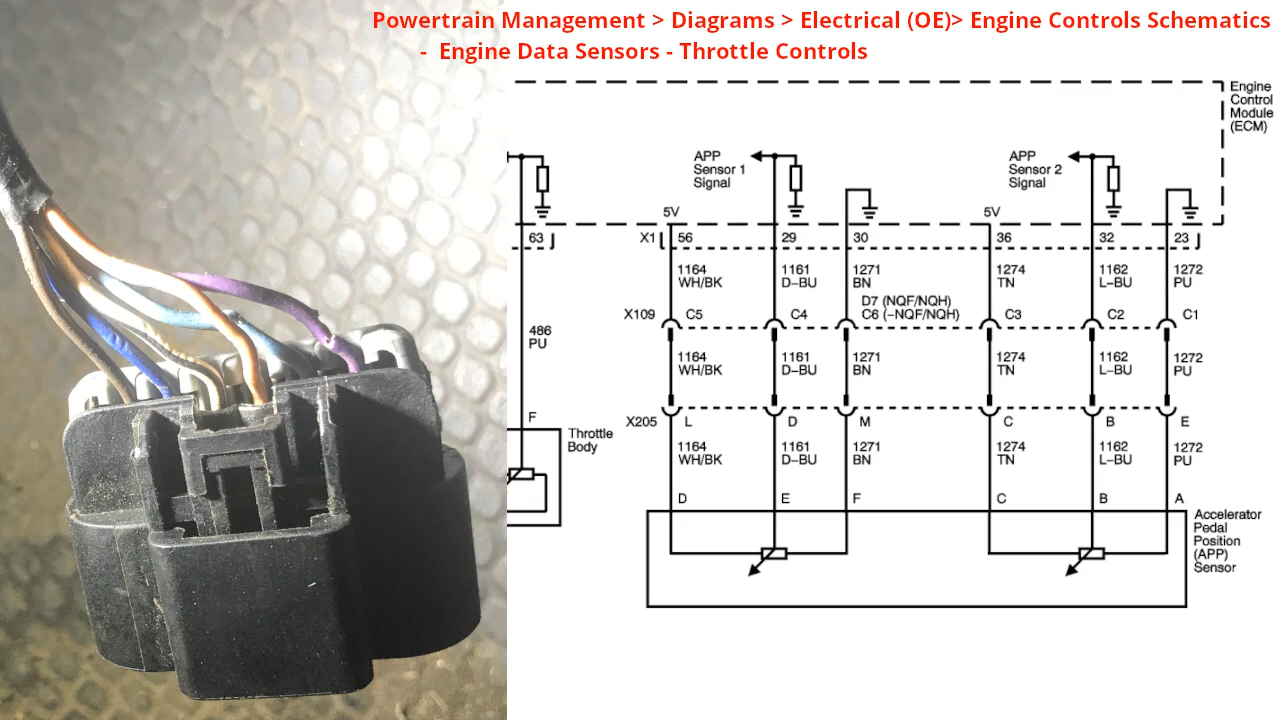 Powertrain Management > Diagrams > Electrical (OE)> Engine Controls Schematics
- Engine Data Sensors - Throttle Controls
Engine
Control
Module
(ECM)
APP
Sensor 1
Signal
APP
Sensor 2
Signal
5V
5V
63
X1
56
29
30
36
32
23
1164
WH/BK
1161
D–BU
1271
BN
1274
TN
1162
L–BU
1272
PU
D7 (NQF/NQH)
C6 (–NQF/NQH)
X109
C5
C4
C3
C2
C1
486
PU
1164
WH/BK
1161
D–BU
1271
BN
1274
TN
1162
L–BU
1272
PU
F
X205
L
D
M
C
B
E
Throttle
Body
1164
WH/BK
1161
D–BU
1271
BN
1274
TN
1162
L–BU
1272
PU
D
E
F
C
B
A
Accelerator
Pedal
Position
(APP)
Sensor